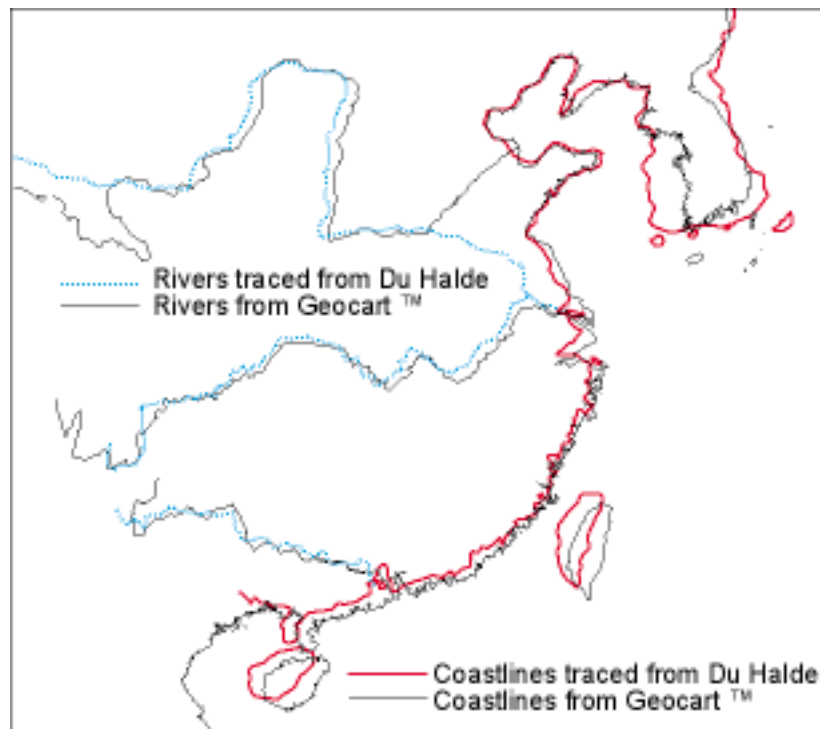 Rivers traced from Du Halde
Rivers from Geocart ™
Coastlines traced from Du Halde
Coastlines from Geocart ™